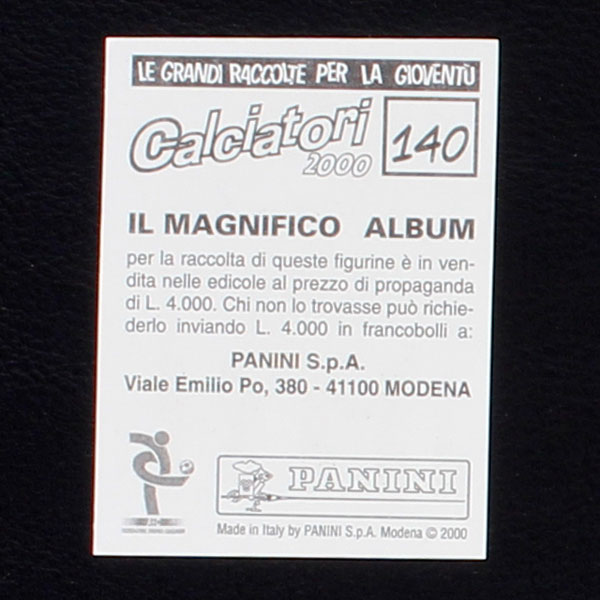 LE GRANDI RACCOLTE PER LA GIOVENTÙ
Calciatori
2000
140
IL MAGNIFICO ALBUM
per la raccolta di queste figurine è in ven-
dita nelle edicole al prezzo di propaganda
di L. 4.000. Chi non lo trovasse può richie-
derlo inviando L. 4.000 in francobolli a:
PANINI S.p.A.
Viale Emilio Po, 380 - 41100 MODENA
PANINI
Made in Italy by PANINI S.p.A. Modena © 2000